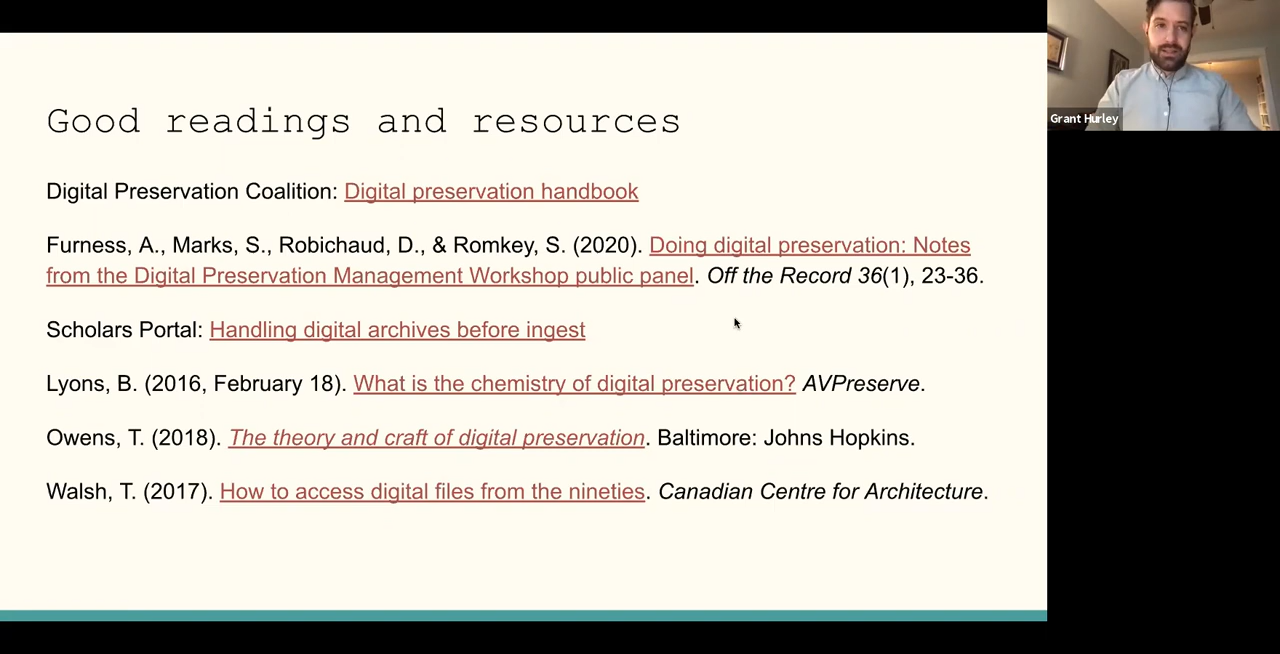 Good readings and resources
Digital Preservation Coalition: Digital preservation handbook
Furness, A., Marks, S., Robichaud, D., & Romkey, S. (2020). Doing digital preservation: Notes
from the Digital Preservation Management Workshop public panel. Off the Record 36(1), 23-36.
Scholars Portal: Handling digital archives before ingest
Lyons, B. (2016, February 18). What is the chemistry of digital preservation? AVPreserve.
Owens, T. (2018). The theory and craft of digital preservation. Baltimore: Johns Hopkins.
Walsh, T. (2017). How to access digital files from the nineties. Canadian Centre for Architecture.
Grant Hurley